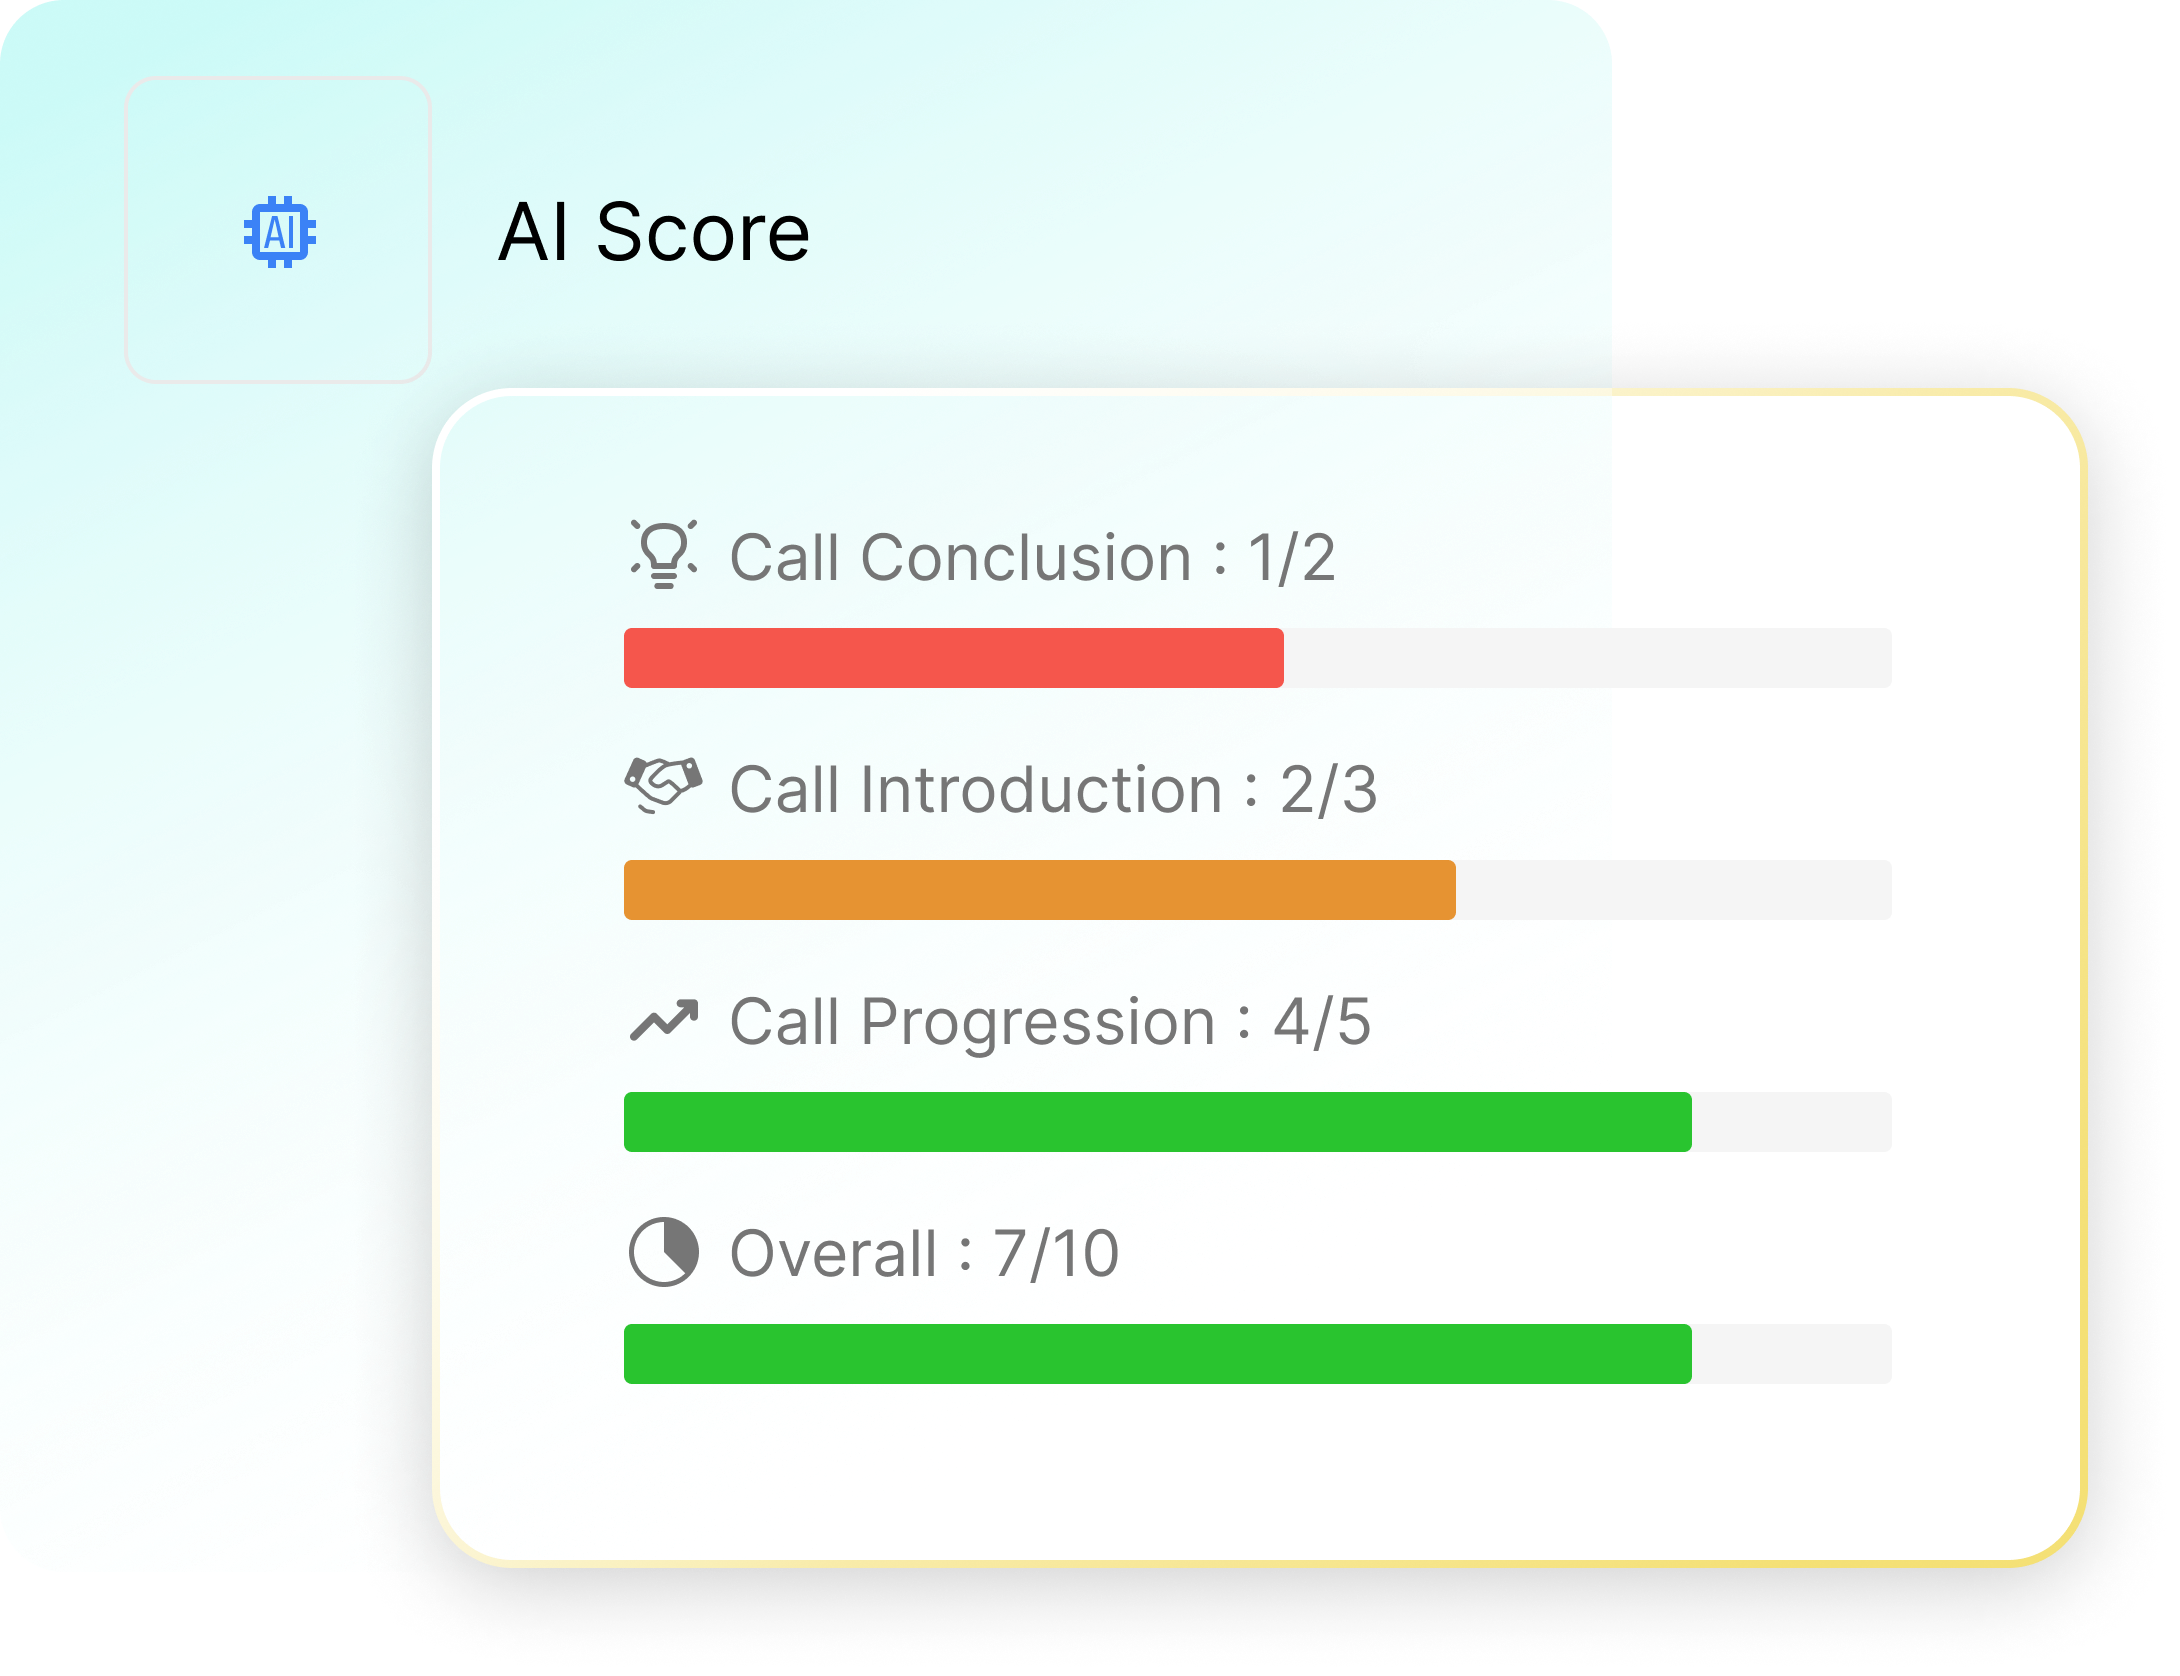 AI
AI Score
Call Conclusion : 1/2
Call Introduction : 2/3
Call Progression : 4/5
Overall : 7/10